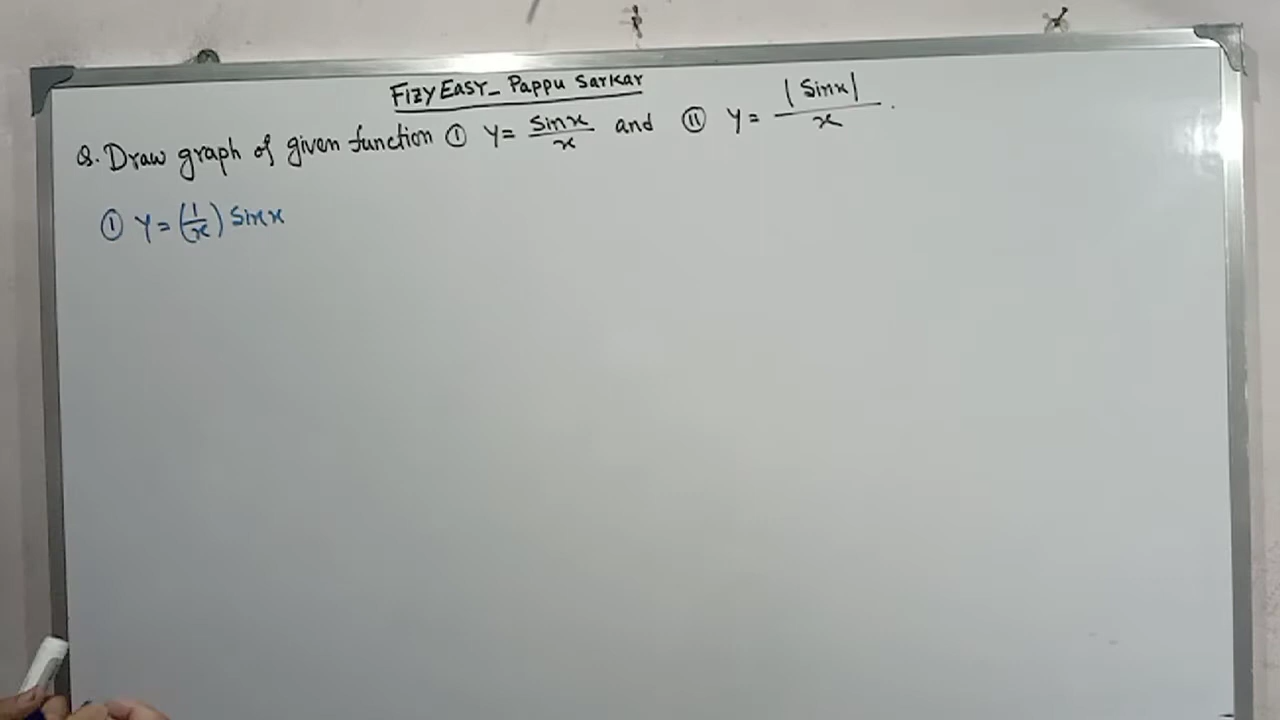 FIZYEASY_ Pappu Sarkar
Q. Draw graph of given function ① Y = sinx/x and ⑪ Y = |sinx|/x .
① Y = (1/x) sinx